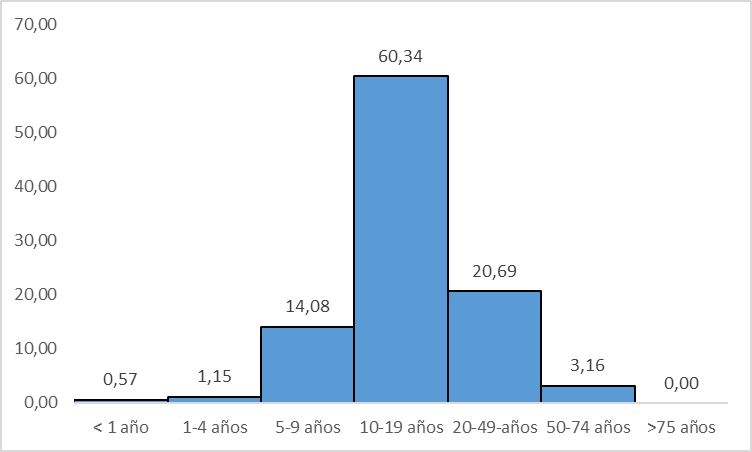 70,00
60,00
50,00
40,00
30,00
20,00
10,00
0,00
0,57
1,15
14,08
60,34
20,69
3,16
0,00
< 1 año
1-4 años
5-9 años
10-19 años
20-49-años
50-74 años
>75 años